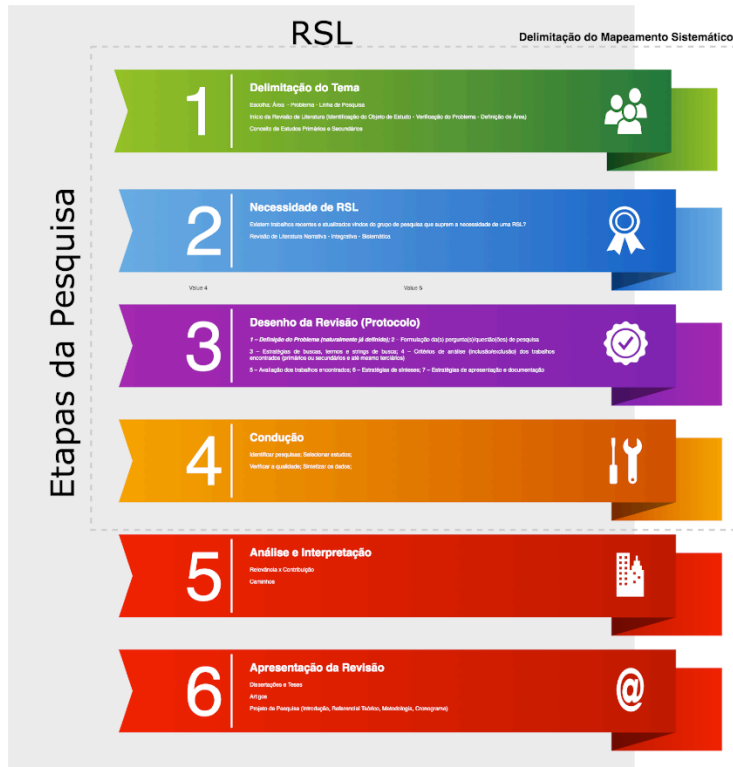 RSL
Delimitação do Mapeamento Sistemático
Etapas da Pesquisa
1
Delimitação do Tema
Escolha: Área - Problema - Linha de Pesquisa
Início da Revisão de Literatura (Identificação do Objeto de Estudo - Verificação do Problema - Definição de Área)
Conceito de Estudos Primários e Secundários
2
Necessidade de RSL
Existem trabalhos recentes e atualizados vindos do grupo de pesquisa que suprem a necessidade de uma RSL?
Revisão de Literatura Narrativa - Integrativa - Sistemática
Value 4
Value 5
3
Desenho da Revisão (Protocolo)
1 – Definição do Problema (naturalmente já definido); 2 - Formulação da(s) pergunta(s)/questão(ões) de pesquisa
3 – Estratégias de buscas, termos e strings de busca; 4 – Critérios de análise (inclusão/exclusão) dos trabalhos
encontrados (primários ou secundários e até mesmo terciários)
5 – Avaliação dos trabalhos encontrados; 6 – Estratégias de sínteses; 7 – Estratégias de apresentação e documentação
4
Condução
Identificar pesquisas; Selecionar estudos;
Verificar a qualidade; Sintetizar os dados;
5
Análise e Interpretação
Relevância x Contribuição
Caminhos
6
Apresentação da Revisão
Dissertações e Teses
Artigos
Projeto de Pesquisa (Introdução, Referencial Teórico, Metodologia, Cronograma)
@